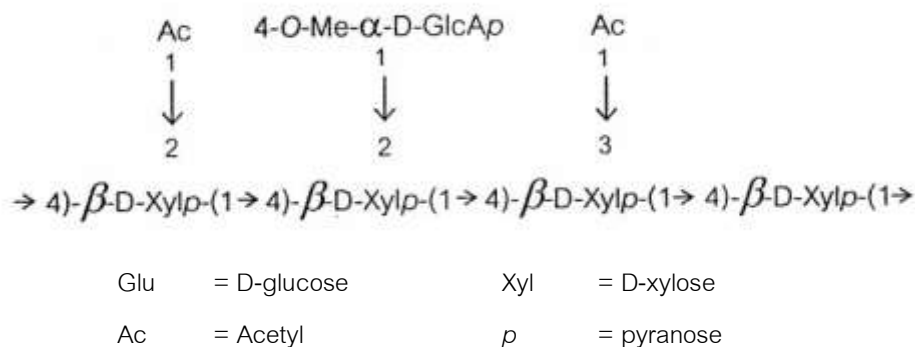 Ac 4-O-Me-α-D-GlcAp Ac
1 1 1
↓ ↓ ↓
2 2 3
→ 4)-β-D-Xylp-(1→ 4)-β-D-Xylp-(1→ 4)-β-D-Xylp-(1→ 4)-β-D-Xylp-(1→
Glu = D-glucose Xyl = D-xylose
Ac = Acetyl p = pyranose